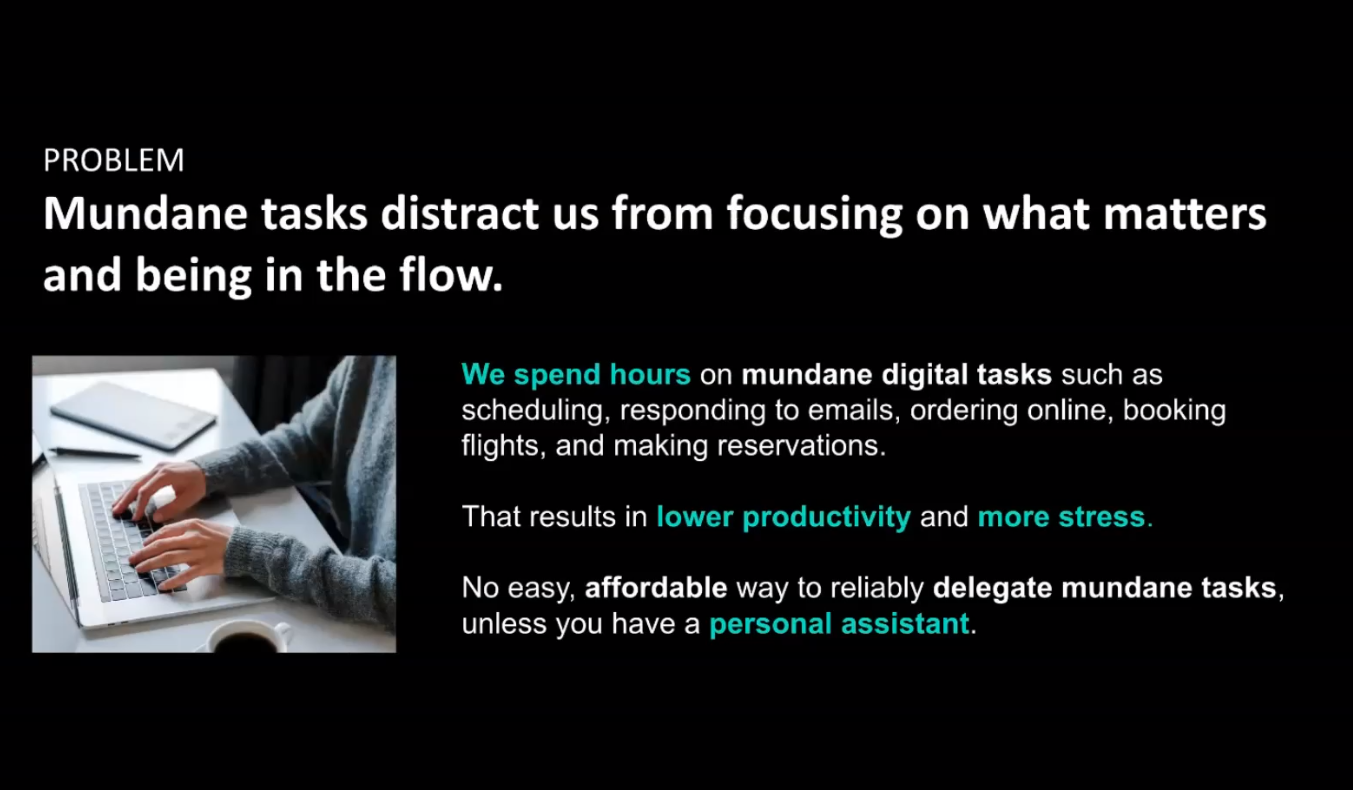 PROBLEM
Mundane tasks distract us from focusing on what matters
and being in the flow.
We spend hours on mundane digital tasks such as
scheduling, responding to emails, ordering online, booking
flights, and making reservations.
That results in lower productivity and more stress.
No easy, affordable way to reliably delegate mundane tasks,
unless you have a personal assistant.